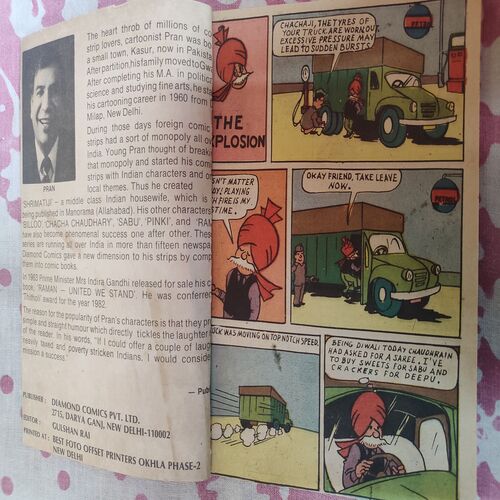 The heart throb of millions of co
strip lovers, cartoonist Pran was bo
a small town, Kasur, now in Pakista
After partition, his family moved to Gwa
After completing his M.A. in politic
science and studying fine arts, he sta
his cartooning career in 1960 from
Milap, New Delhi.
During those days foreign comic
strips had a sort of monopoly all ov
India. Young Pran thought of breaki
that monopoly and started his com
strips with Indian characters and o
local themes. Thus he created
'SHRIMATIJI' – a middle class Indian housewife, which is
being published in Manorama (Allahabad). His other characters
BILLOO, 'CHACHA CHAUDHARY', 'SABU', 'PINKI', and 'RAM
have also become phenomenal success one after other. These
series are running all over India in more than fifteen newspap
Diamond Comics gave a new dimension to his strips by comp
them into comic books.
In 1983 Prime Minister Mrs Indira Gandhi released for sale his c
book, 'RAMAN – UNITED WE STAND'. He was conferred
'Thitholi' award for the year 1982.
The reason for the popularity of Pran's characters is that they pr
simple and straight humour which directly tickles the laughter
of the reader. In his words, "If I could offer a couple of laugh
heavily taxed and poverty stricken Indians, I would conside
mission a success."
— Pub
PRAN
PUBLISHER : DIAMOND COMICS PVT. LTD.
2715, DARYA GANJ, NEW DELHI-110002
EDITOR : GULSHAN RAI
PRINTED AT : BEST FOTO OFFSET PRINTERS OKHLA PHASE-2
NEW DELHI
THE
XPLOSION
CHACHAJI, THE TYRES OF
YOUR TRUCK ARE WORN OUT.
EXCESSIVE PRESSURE MAY
LEAD TO SUDDEN BURSTS.
N'T MATTER
Y; PLAYING
FIRE IS MY
TIME.
OKAY FRIEND, TAKE LEAVE
NOW.
PETROL
UCK WAS MOVING ON TOP NOTCH SPEED.
BEING DIWALI TODAY CHAUDHRAIN
HAD ASKED FOR A SAREE. I'VE
TO BUY SWEETS FOR SABU AND
CRACKERS FOR DEEPU.